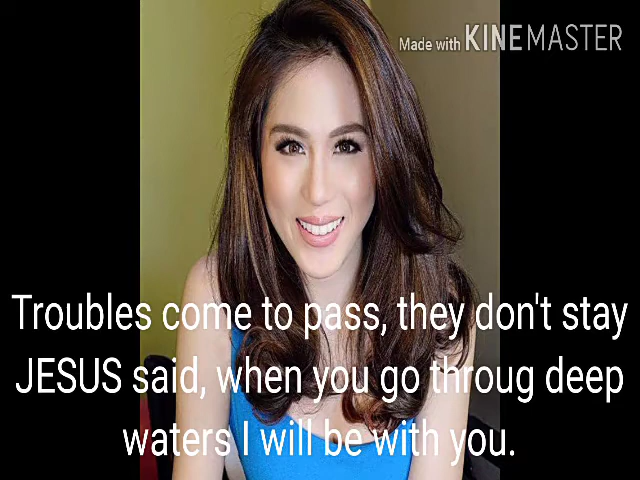 Made with KINEMASTER
Troubles come to pass, they don't stay
JESUS said, when you go throug deep
waters I will be with you.